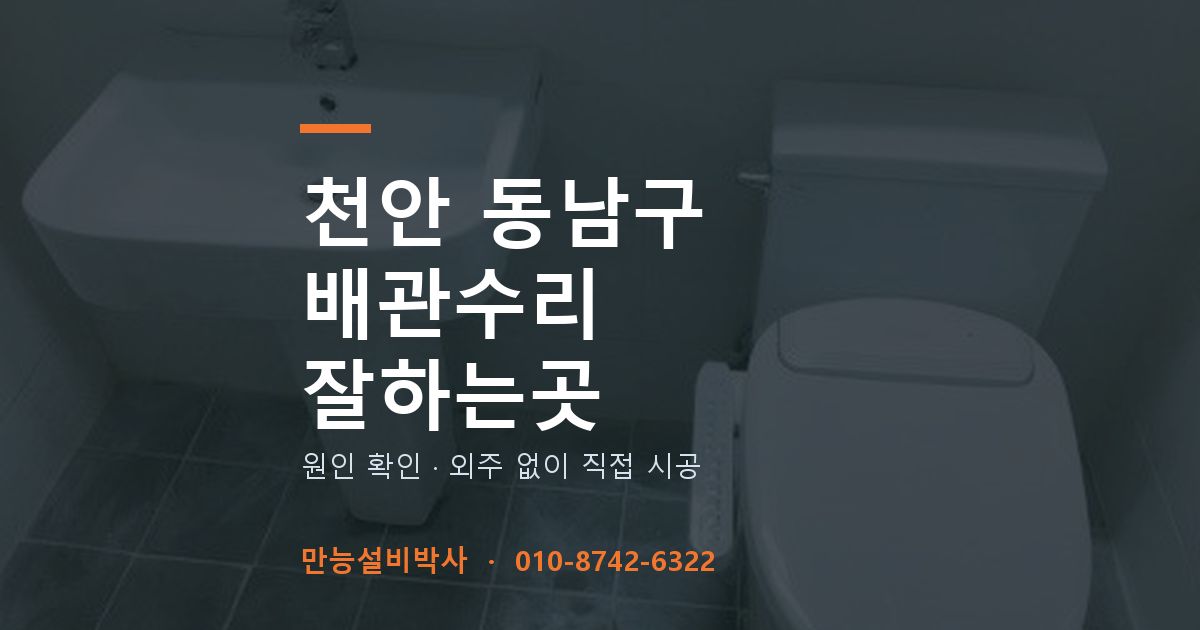 천안 동남구
배관수리
잘하는곳
원인 확인 · 외주 없이 직접 시공
만능설비박사 · 010-8742-6322